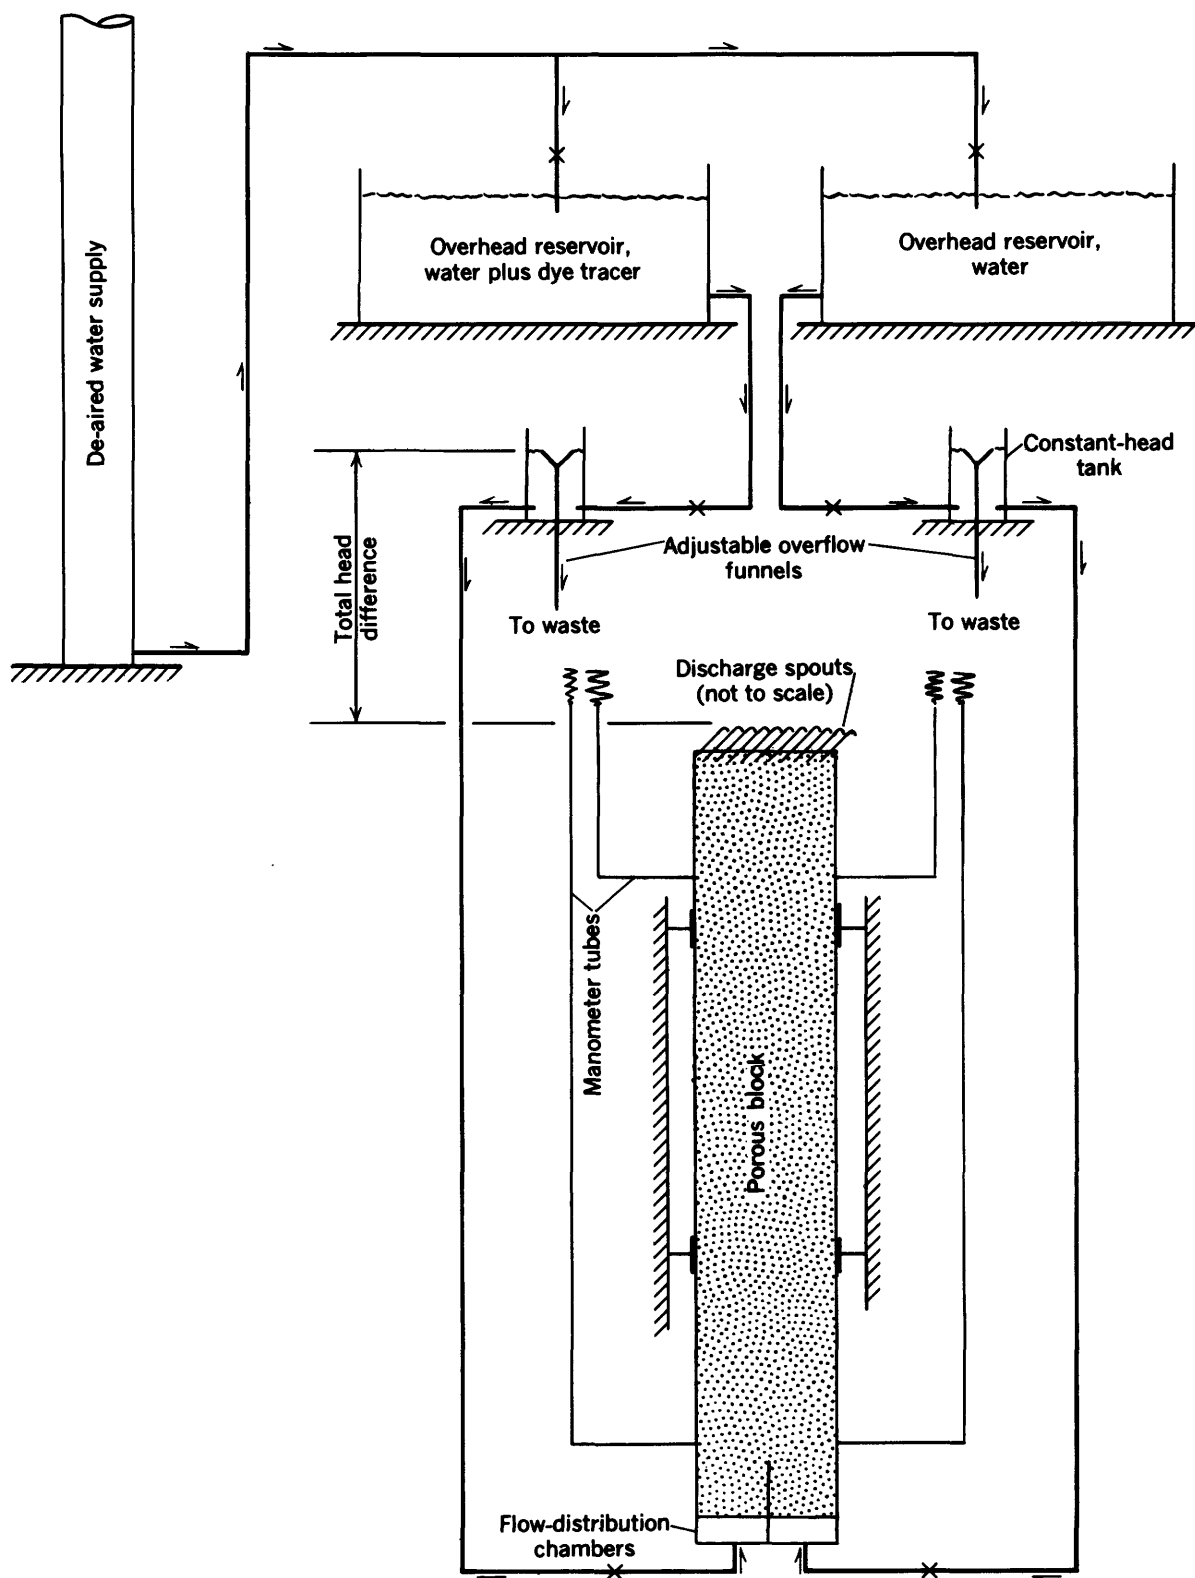 De-aired water supply
Overhead reservoir,
water plus dye tracer
Overhead reservoir,
water
Constant-head
tank
Total head
difference
Adjustable overflow
funnels
To waste
To waste
Discharge spouts
(not to scale)
Manometer tubes
Porous block
Flow-distribution
chambers